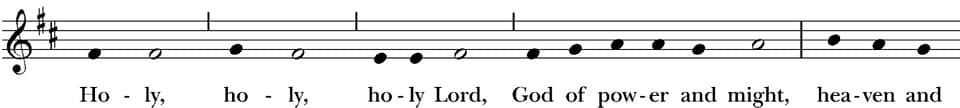 Ho - ly, ho - ly, ho - ly Lord, God of pow - er and might, hea - ven and